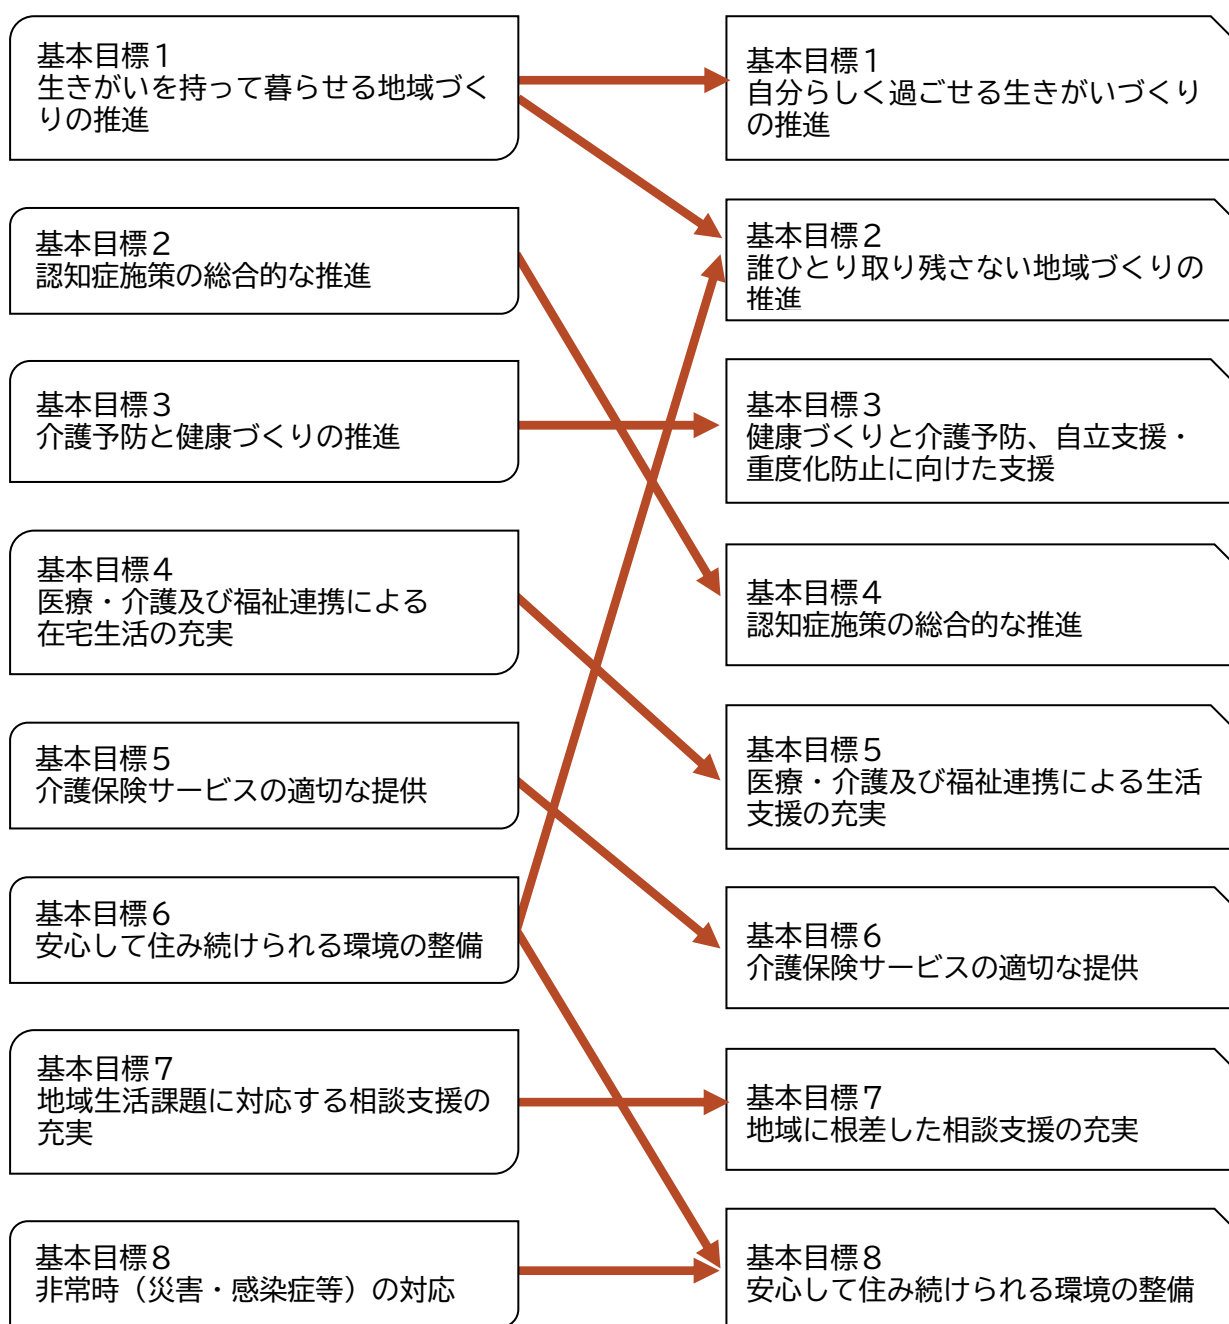 基本目標１
生きがいを持って暮らせる地域づく
りの推進
基本目標２
認知症施策の総合的な推進
基本目標３
介護予防と健康づくりの推進
基本目標４
医療・介護及び福祉連携による
在宅生活の充実
基本目標５
介護保険サービスの適切な提供
基本目標６
安心して住み続けられる環境の整備
基本目標７
地域生活課題に対応する相談支援の
充実
基本目標８
非常時（災害・感染症等）の対応
基本目標１
自分らしく過ごせる生きがいづくり
の推進
基本目標２
誰ひとり取り残さない地域づくりの
推進
基本目標３
健康づくりと介護予防、自立支援・
重度化防止に向けた支援
基本目標４
認知症施策の総合的な推進
基本目標５
医療・介護及び福祉連携による生活
支援の充実
基本目標６
介護保険サービスの適切な提供
基本目標７
地域に根差した相談支援の充実
基本目標８
安心して住み続けられる環境の整備